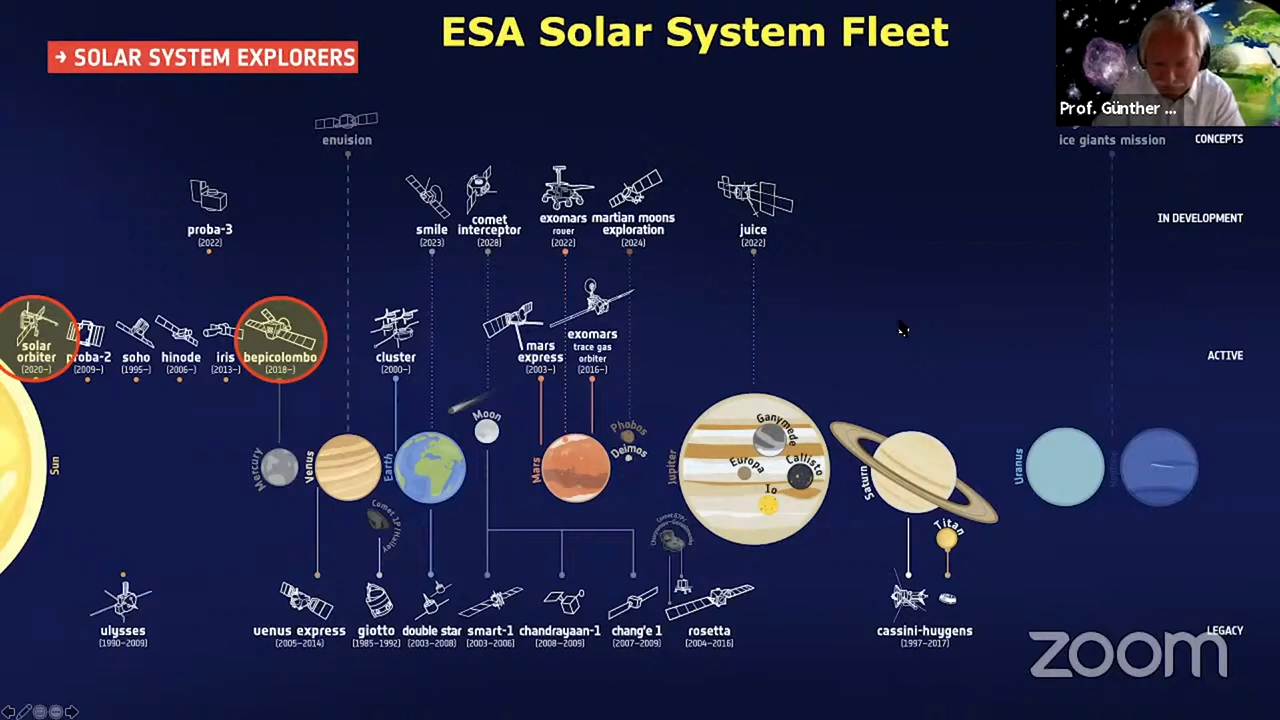 ESA Solar System Fleet
→ SOLAR SYSTEM EXPLORERS
Prof. Günther ...
envision
ice giants mission
CONCEPTS
proba-3
(2022)
smile
(2023)
comet
interceptor
(2028)
exomars
rover
(2022)
martian moons
exploration
(2024)
juice
(2022)
IN DEVELOPMENT
solar
orbiter
(2020-)
proba-2
(2009-)
soho
(1995-)
hinode
(2006-)
iris
(2013-)
bepicolombo
(2018-)
cluster
(2000-)
mars
express
(2003-)
exomars
trace gas
orbiter
(2016-)
ACTIVE
Sun
Mercury
Venus
Earth
Moon
Mars
Phobos
Deimos
Jupiter
Ganymede
Europa
Callisto
Io
Saturn
Titan
Uranus
Comet 1P/Halley
ulysses
(1990-2009)
venus express
(2005-2014)
giotto
(1985-1992)
double star
(2003-2008)
smart-1
(2003-2006)
chandrayaan-1
(2008-2009)
chang'e 1
(2007-2009)
rosetta
(2004-2016)
cassini-huygens
(1997-2017)
LEGACY
zoom